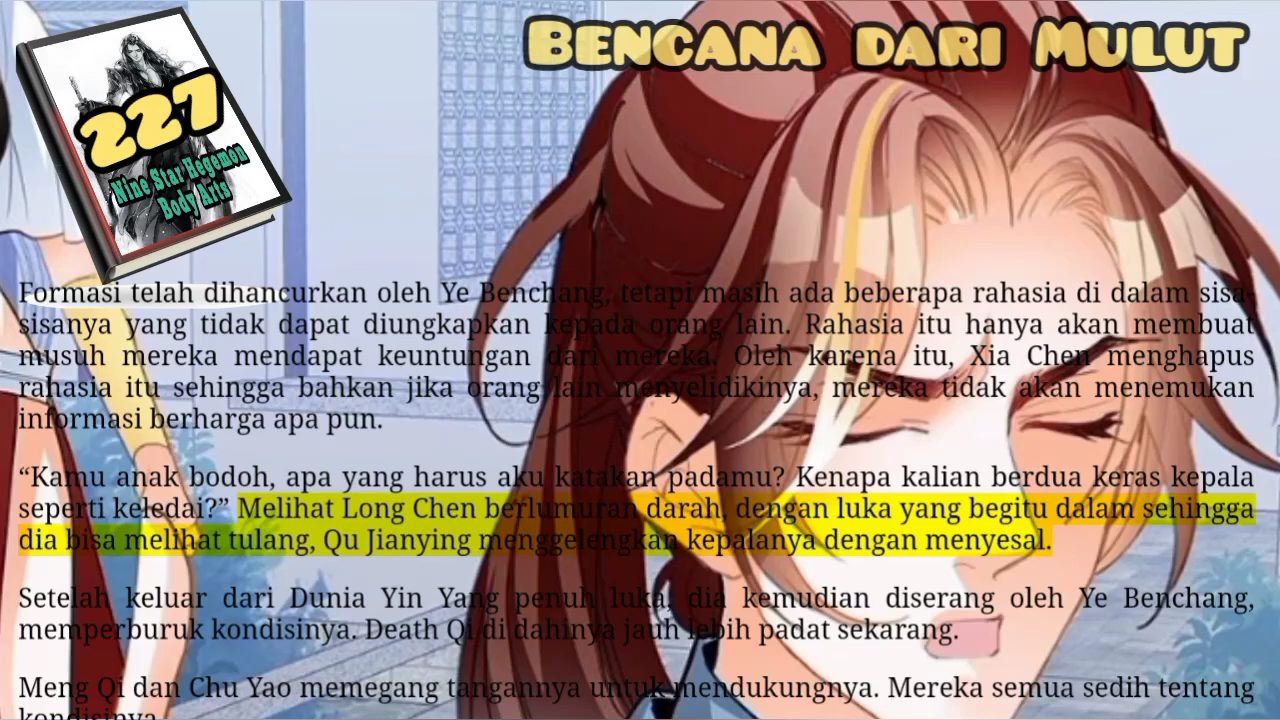 BENCANA DARI MULUT
227
Nine Star Hegemon
Body Arts
Formasi telah dihancurkan oleh Ye Benchang, tetapi masih ada beberapa rahasia di dalam sisa-
sisanya yang tidak dapat diungkapkan kepada orang lain. Rahasia itu hanya akan membuat
musuh mereka mendapat keuntungan dari mereka. Oleh karena itu, Xia Chen menghapus
rahasia itu sehingga bahkan jika orang lain menyelidikinya, mereka tidak akan menemukan
informasi berharga apa pun.
“Kamu anak bodoh, apa yang harus aku katakan padamu? Kenapa kalian berdua keras kepala
seperti keledai?” Melihat Long Chen berlumuran darah, dengan luka yang begitu dalam sehingga
dia bisa melihat tulang, Qu Jianying menggelengkan kepalanya dengan menyesal.
Setelah keluar dari Dunia Yin Yang penuh luka, dia kemudian diserang oleh Ye Benchang,
memperburuk kondisinya. Death Qi di dahinya jauh lebih padat sekarang.
Meng Qi dan Chu Yao memegang tangannya untuk mendukungnya. Mereka semua sedih tentang
kondisinya.